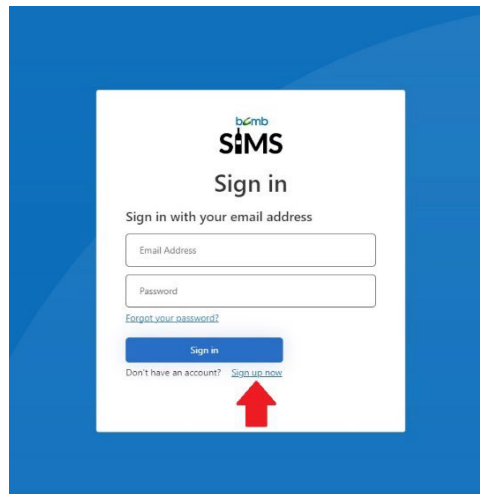 bcmb
SiMS
Sign in
Sign in with your email address
Email Address
Password
Forgot your password?
Sign in
Don't have an account? Sign up now